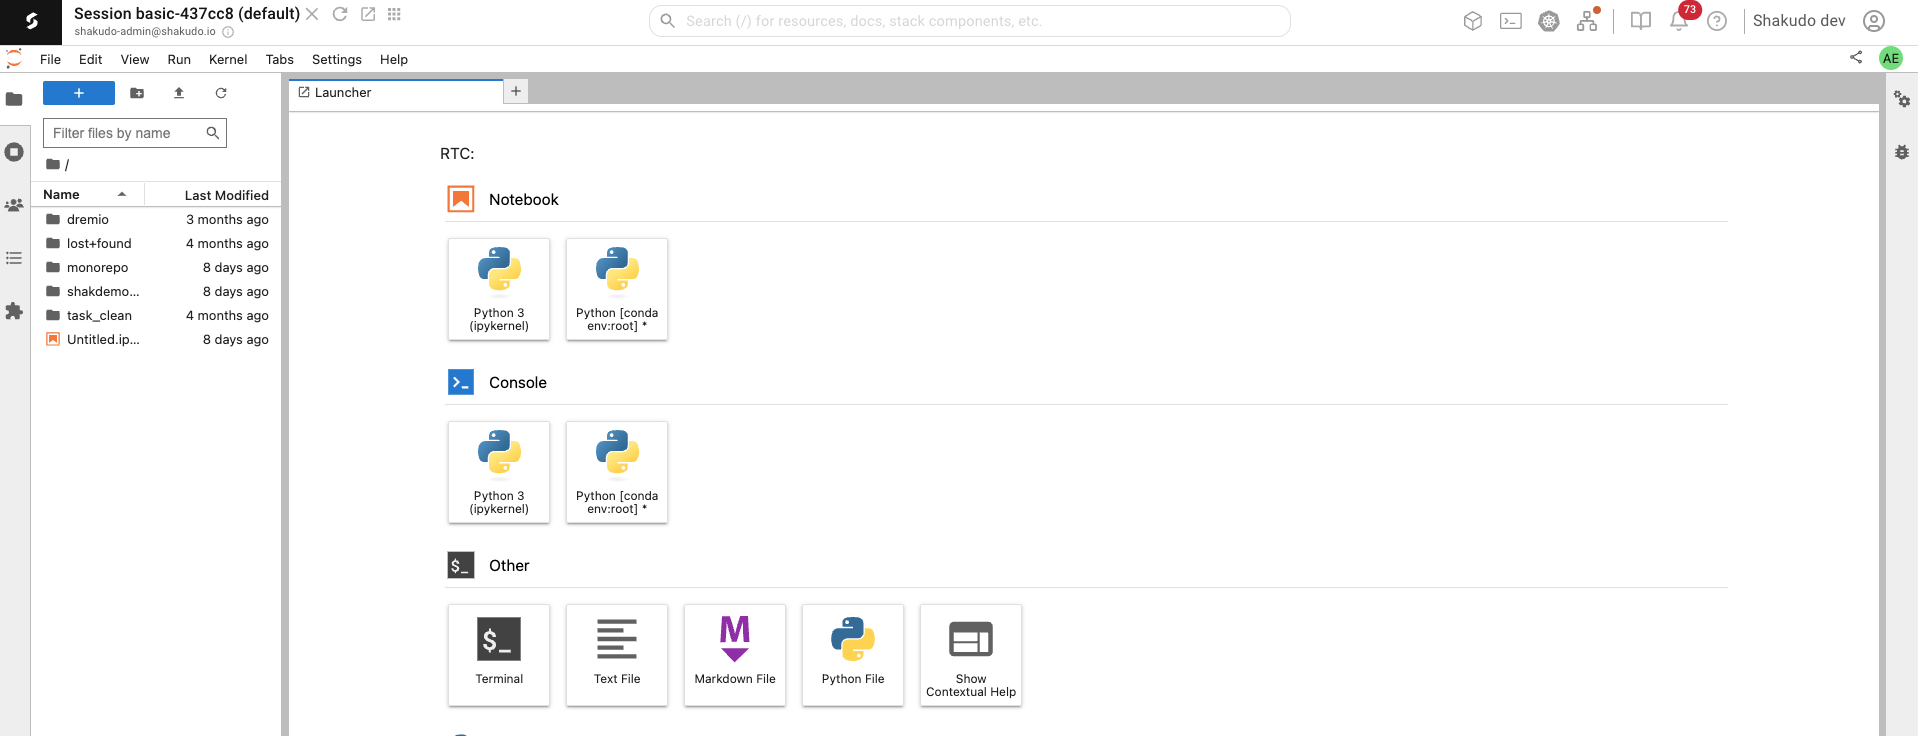 Session basic-437cc8 (default)
shakudo-admin@shakudo.io
Search (/) for resources, docs, stack components, etc.
73
Shakudo dev
File Edit View Run Kernel Tabs Settings Help
AE
+
Filter files by name
/
Name Last Modified
dremio 3 months ago
lost+found 4 months ago
monorepo 8 days ago
shakdemo... 8 days ago
task_clean 4 months ago
Untitled.ip... 8 days ago
Launcher +
RTC:
Notebook
Python 3
(ipykernel)
Python [conda
env:root] *
Console
Python 3
(ipykernel)
Python [conda
env:root] *
$_ Other
$_
Terminal
Text File
M
Markdown File
Python File
Show
Contextual Help